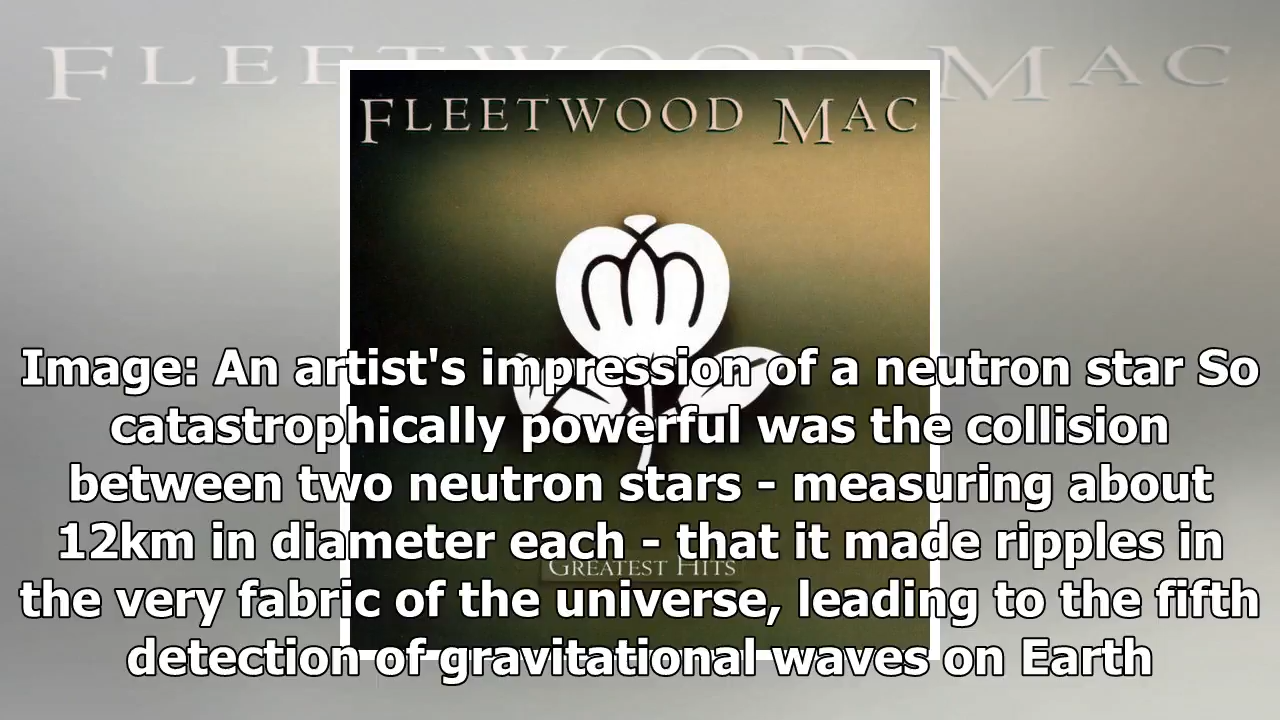 FLEETWOOD MAC
FLEETWOOD MAC
Image: An artist's impression of a neutron star So
catastrophically powerful was the collision
between two neutron stars - measuring about
12km in diameter each - that it made ripples in
GREATEST HITS
the very fabric of the universe, leading to the fifth
detection of gravitational waves on Earth